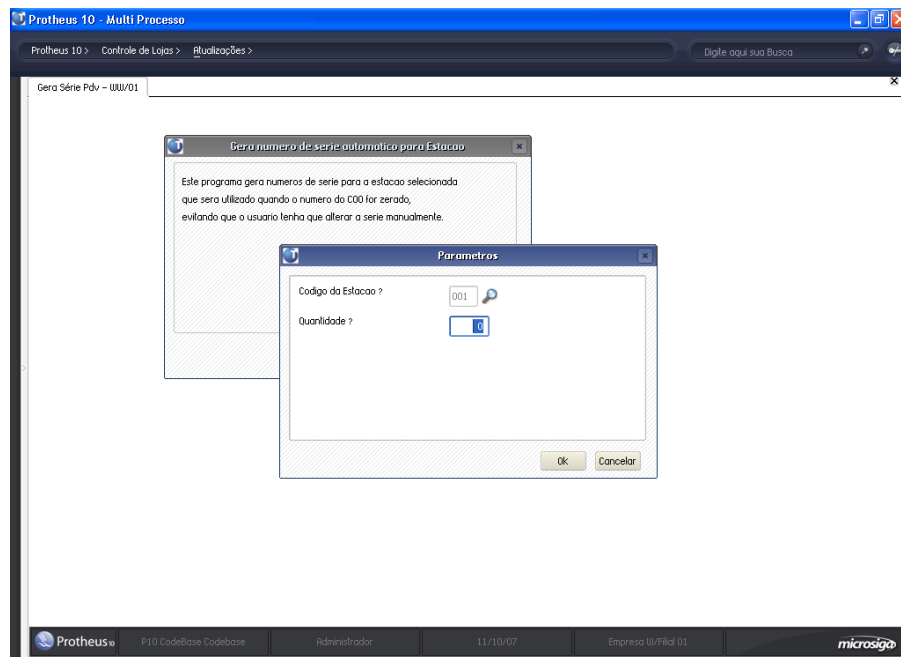 Protheus 10 - Multi Processo
Protheus 10 > Controle de Lojas > Atualizações >
Digite aqui sua Busca
Gera Série Pdv - WW/01
Gera numero de serie automatico para Estacao
Este programa gera numeros de serie para a estacao selecionada
que sera utilizado quando o numero do COO for zerado,
evitando que o usuario tenha que alterar a serie manualmente.
Parametros
Codigo da Estacao ? 001
Quantidade ? 0
Ok Cancelar
Protheus 10 P10 CodeBase Codebase Administrador 11/10/07 Empresa W/Filial 01 microsiga